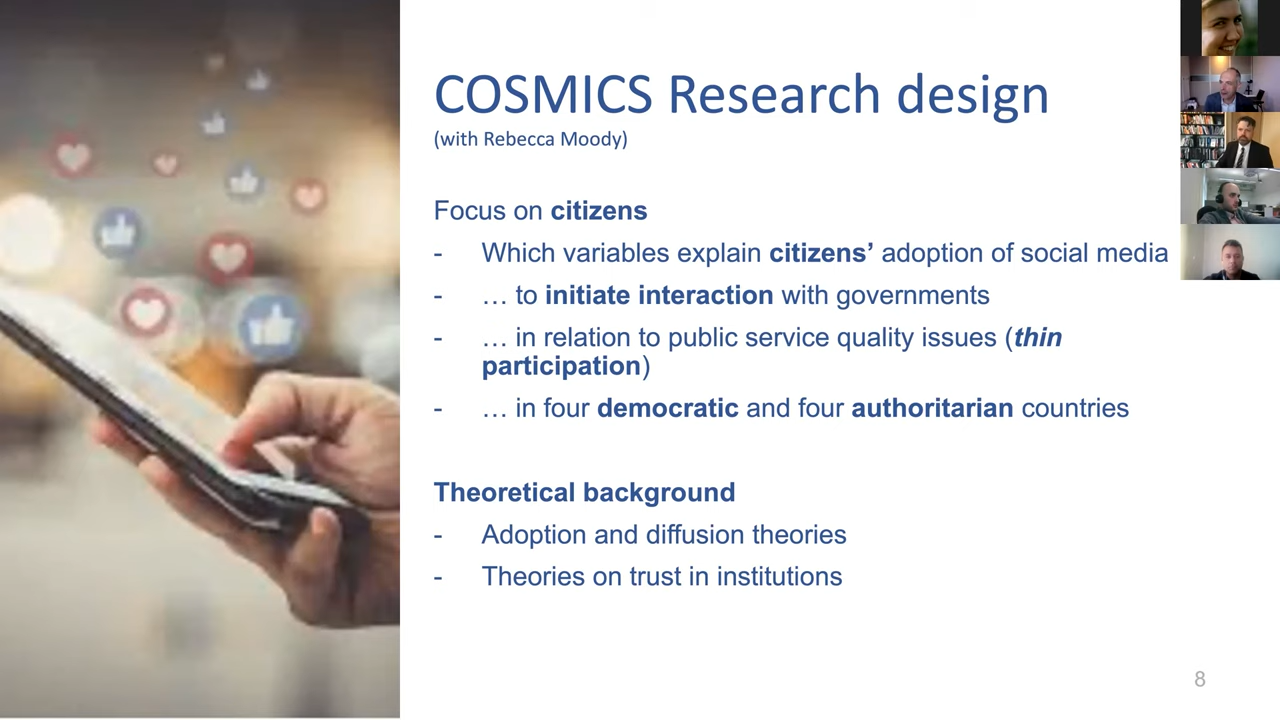 COSMICS Research design
(with Rebecca Moody)
Focus on citizens
- Which variables explain citizens’ adoption of social media
- … to initiate interaction with governments
- … in relation to public service quality issues (thin
participation)
- … in four democratic and four authoritarian countries
Theoretical background
- Adoption and diffusion theories
- Theories on trust in institutions
8